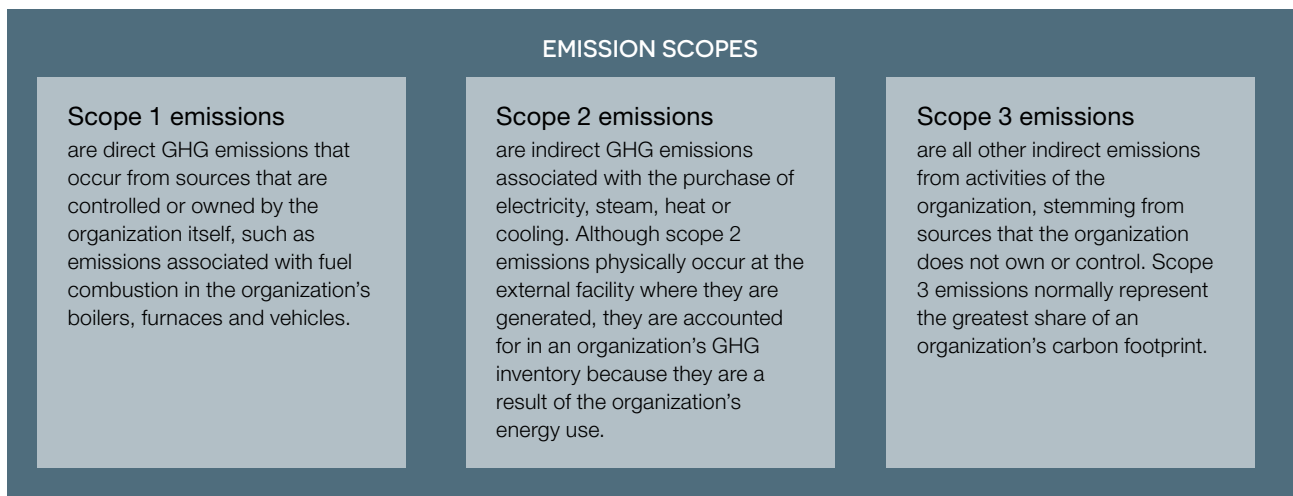 EMISSION SCOPES
Scope 1 emissions
are direct GHG emissions that
occur from sources that are
controlled or owned by the
organization itself, such as
emissions associated with fuel
combustion in the organization’s
boilers, furnaces and vehicles.
Scope 2 emissions
are indirect GHG emissions
associated with the purchase of
electricity, steam, heat or
cooling. Although scope 2
emissions physically occur at the
external facility where they are
generated, they are accounted
for in an organization’s GHG
inventory because they are a
result of the organization’s
energy use.
Scope 3 emissions
are all other indirect emissions
from activities of the
organization, stemming from
sources that the organization
does not own or control. Scope
3 emissions normally represent
the greatest share of an
organization’s carbon footprint.